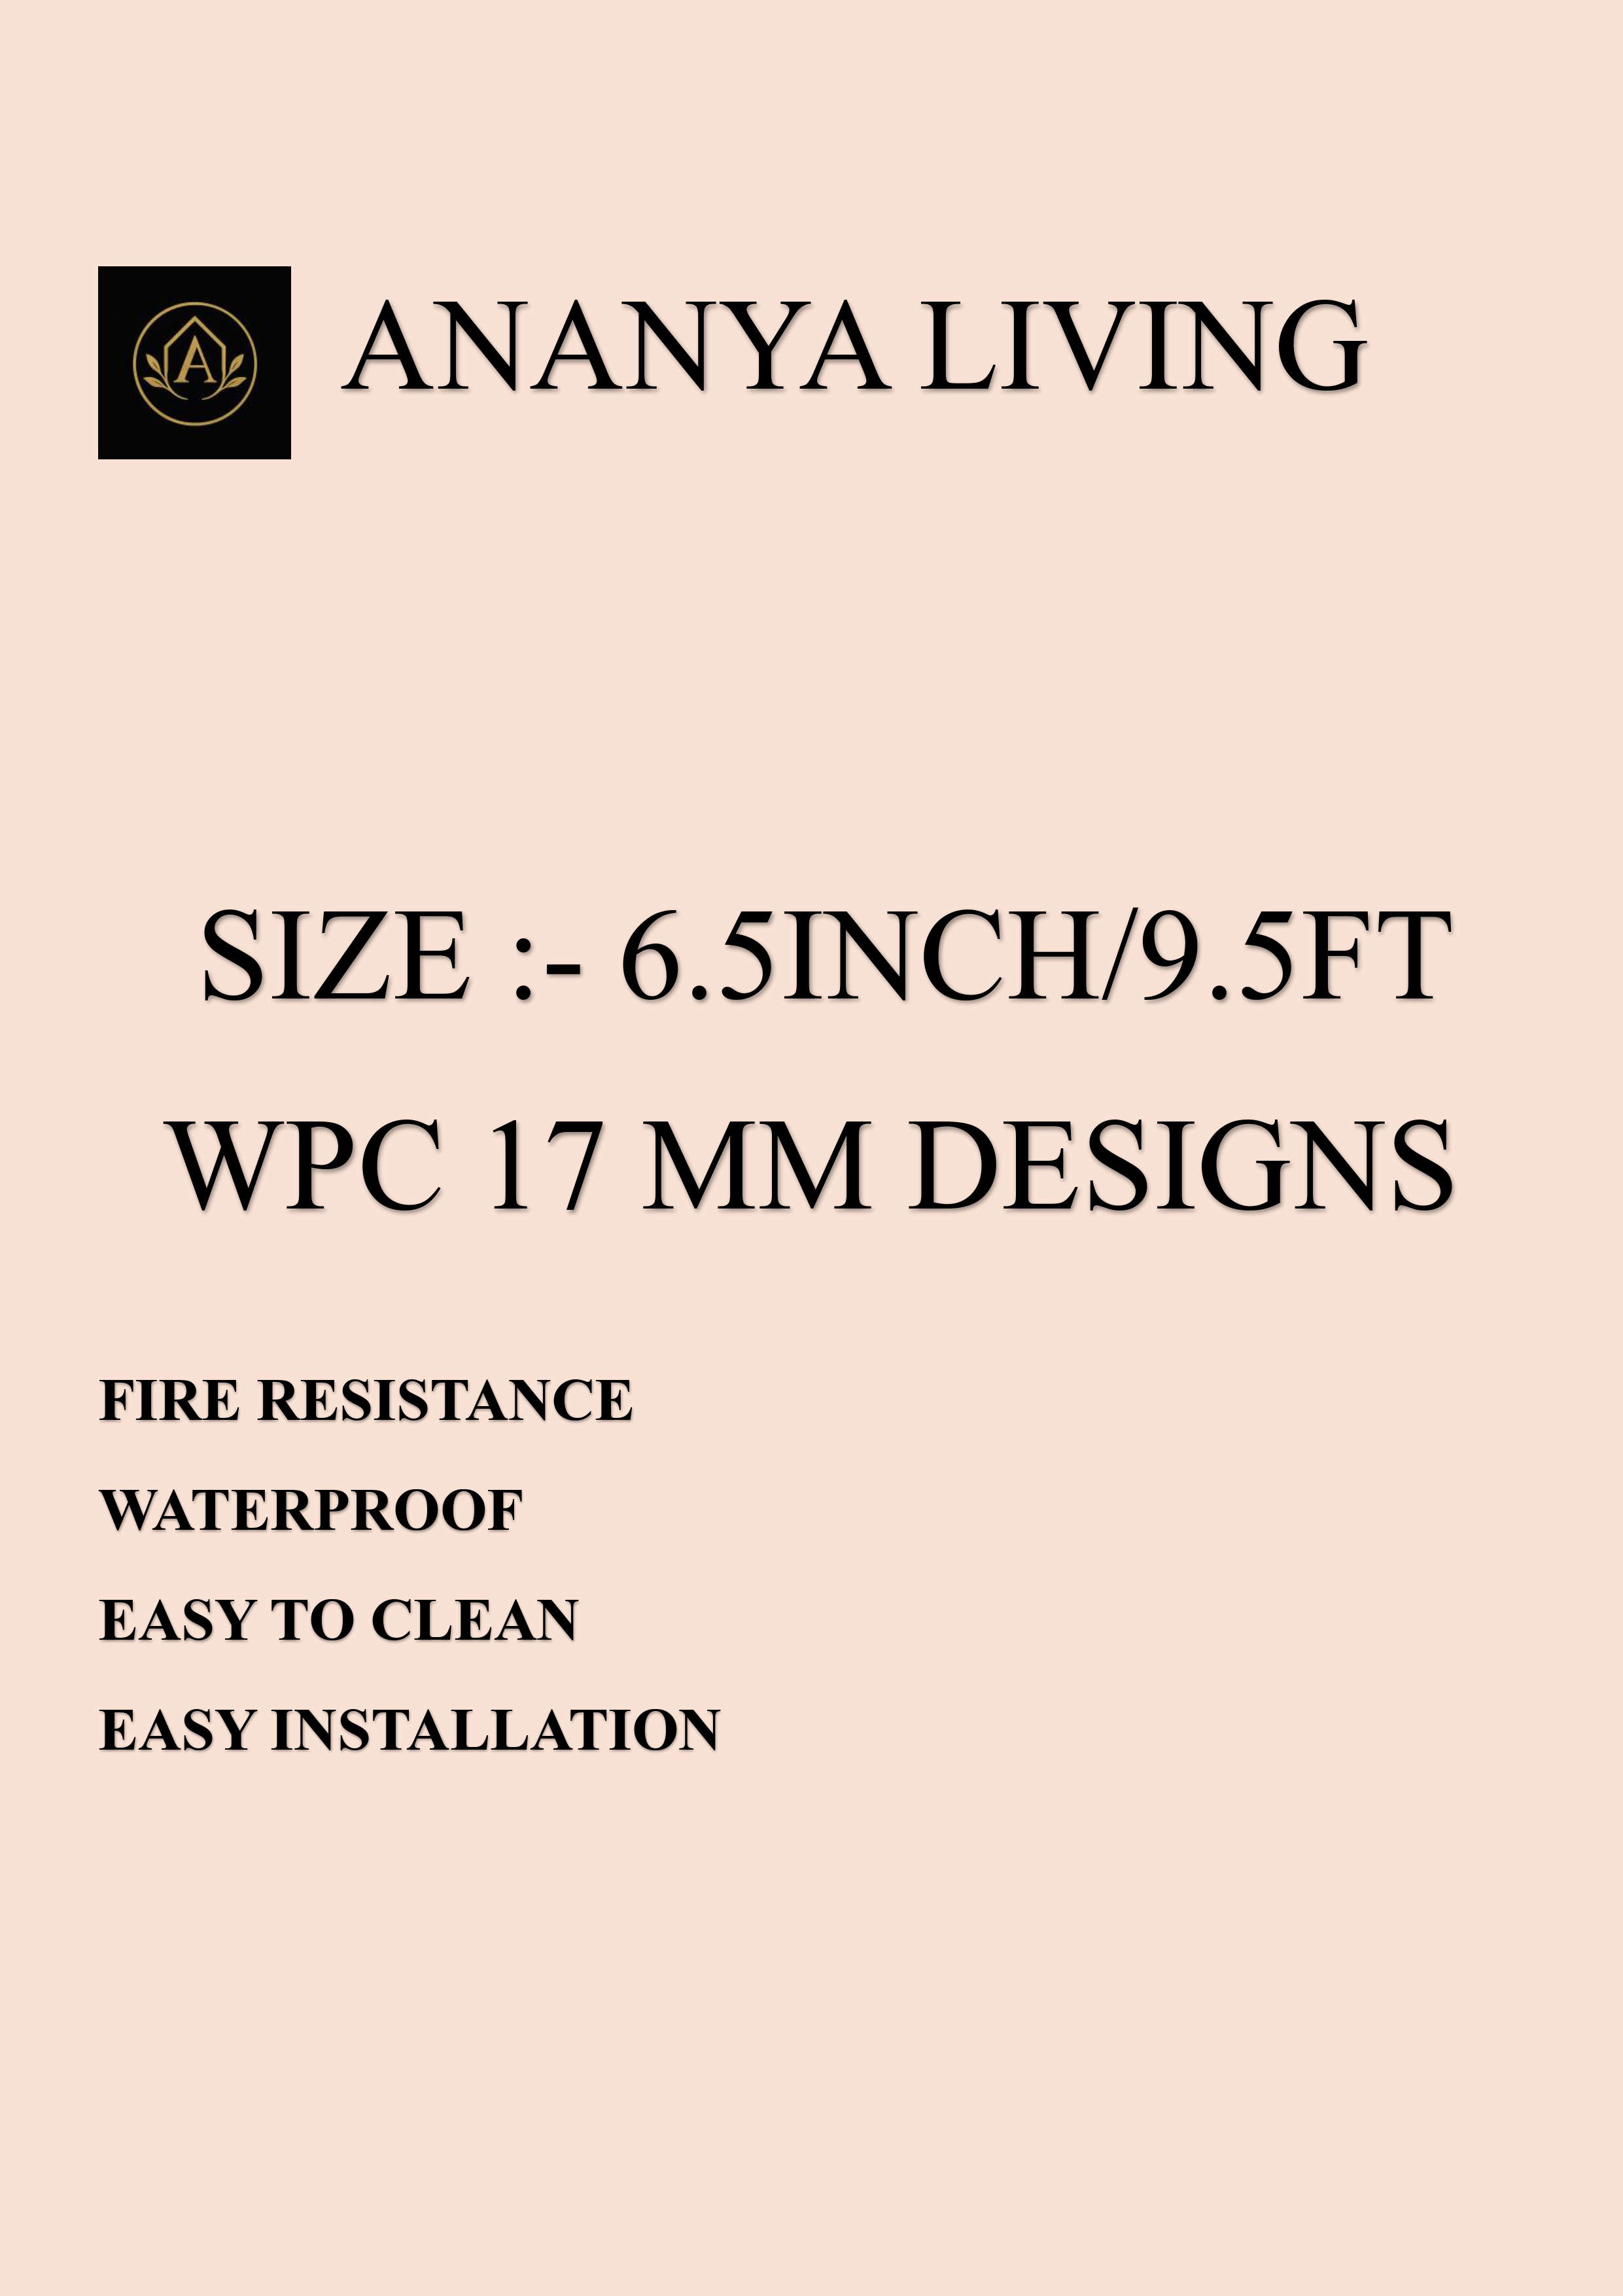 A
ANANYA LIVING
SIZE :- 6.5INCH/9.5FT
WPC 17 MM DESIGNS
FIRE RESISTANCE
WATERPROOF
EASY TO CLEAN
EASY INSTALLATION